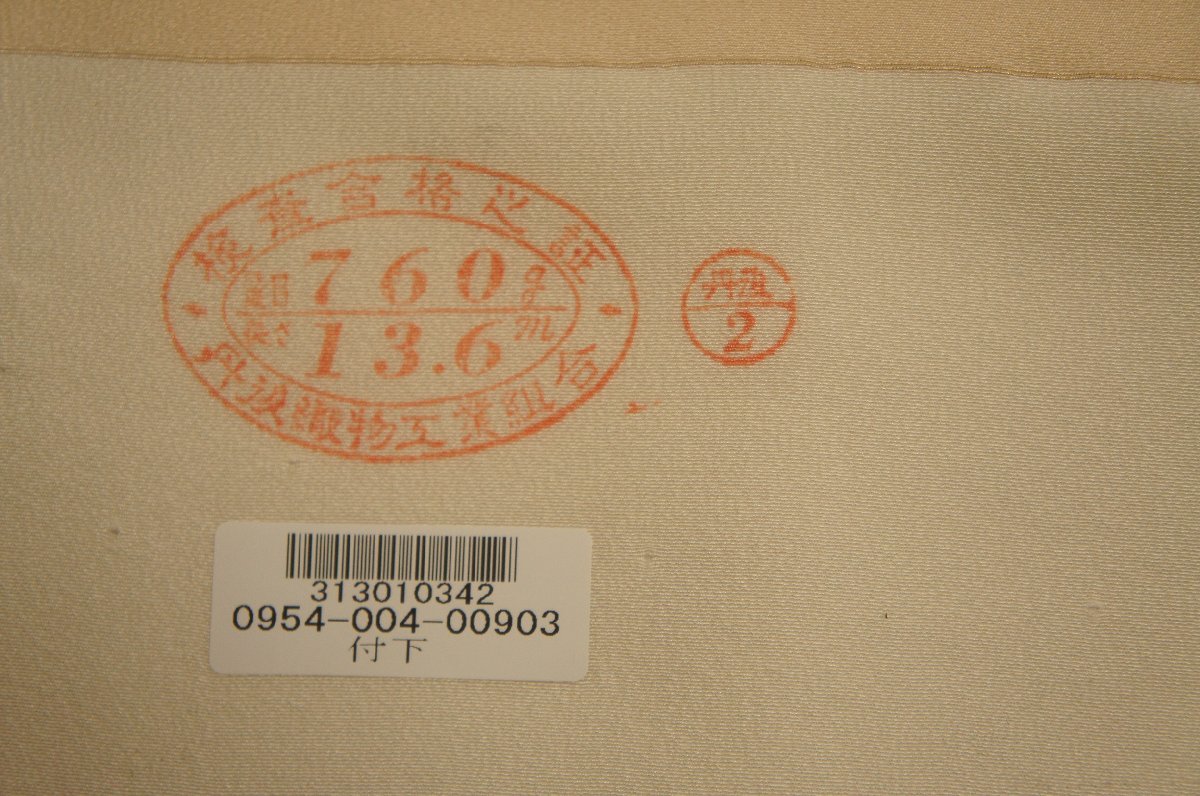 検査合格之証
量目 760 g
長さ 13.6 m
丹後織物工業組合
丹後
2
313010342
0954-004-00903
付下